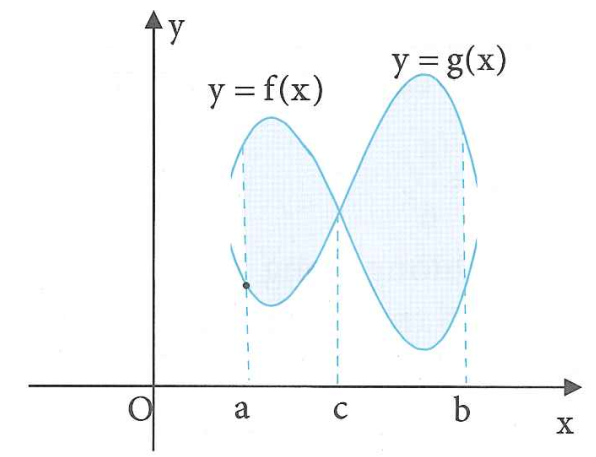 y
y = g(x)
y = f(x)
O
a
c
b
x